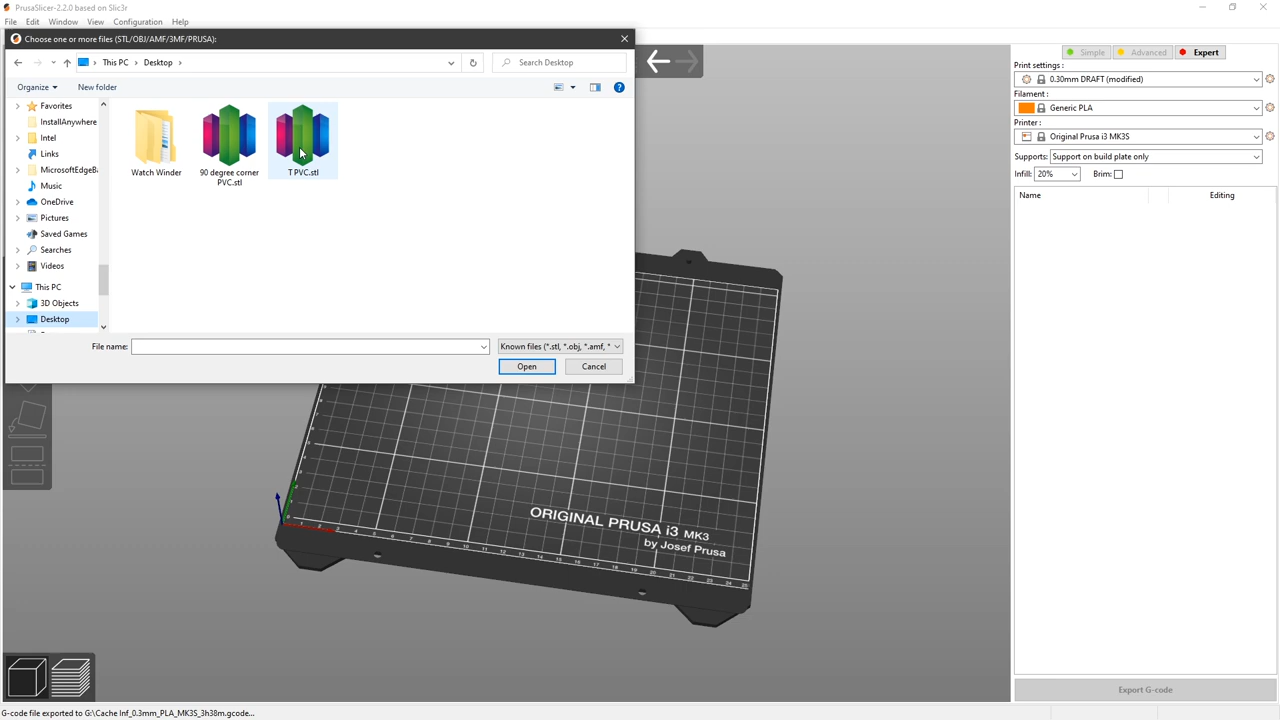 PrusaSlicer-2.2.0 based on Slic3r
File Edit Window View Configuration Help
Choose one or more files (STL/OBJ/AMF/3MF/PRUSA):
This PC Desktop
Search Desktop
Organize New folder
Favorites
InstallAnywhere
Intel
Links
MicrosoftEdgeB
Music
OneDrive
Pictures
Saved Games
Searches
Videos
This PC
3D Objects
Desktop
Watch Winder
90 degree corner PVC.stl
T PVC.stl
File name:
Known files (*.stl, *.obj, *.amf, *
Open Cancel
Simple Advanced Expert
Print settings :
0.30mm DRAFT (modified)
Filament :
Generic PLA
Printer :
Original Prusa i3 MK3S
Supports: Support on build plate only
Infill: 20% Brim:
Name Editing
ORIGINAL PRUSA i3 MK3
by Josef Prusa
Export G-code
G-code file exported to G:\Cache Inf_0.3mm_PLA_MK3S_3h38m.gcode...